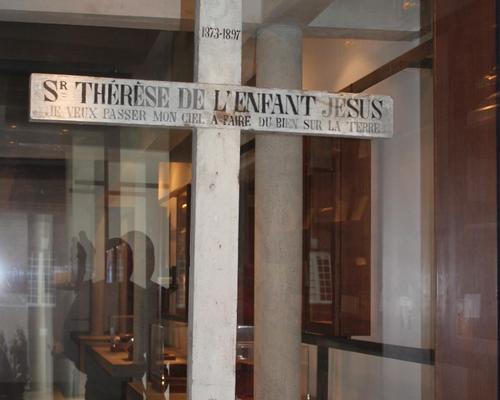 1873-1897
SR THÉRÈSE DE L'ENFANT JESUS
JE VEUX PASSER MON CIEL A FAIRE DU BIEN SUR LA TERRE